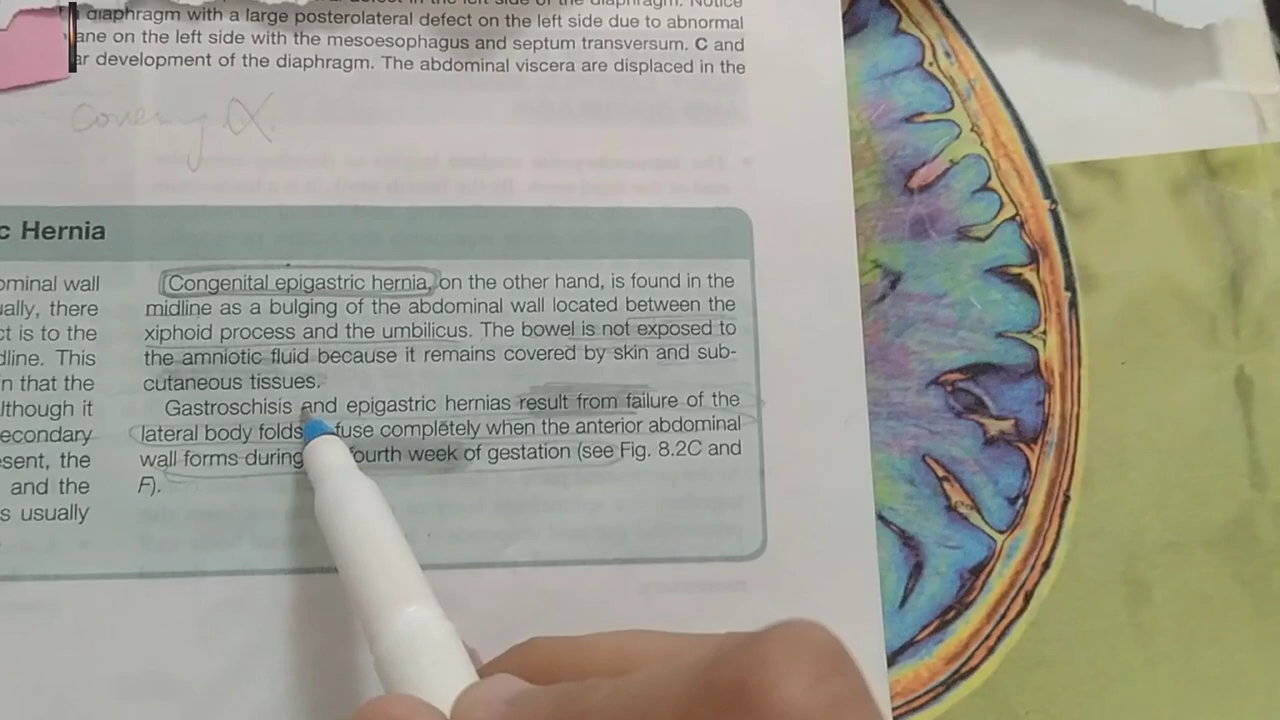 diaphragm with a large posterolateral defect on the left side due to abnormal
ane on the left side with the mesoesophagus and septum transversum. C and
ar development of the diaphragm. The abdominal viscera are displaced in the
c Hernia
ominal wall
ually, there
ct is to the
dline. This
n that the
lthough it
econdary
sent, the
and the
s usually
Congenital epigastric hernia, on the other hand, is found in the
midline as a bulging of the abdominal wall located between the
xiphoid process and the umbilicus. The bowel is not exposed to
the amniotic fluid because it remains covered by skin and sub-
cutaneous tissues.
Gastroschisis and epigastric hernias result from failure of the
lateral body folds fuse completely when the anterior abdominal
wall forms during fourth week of gestation (see Fig. 8.2C and
F).